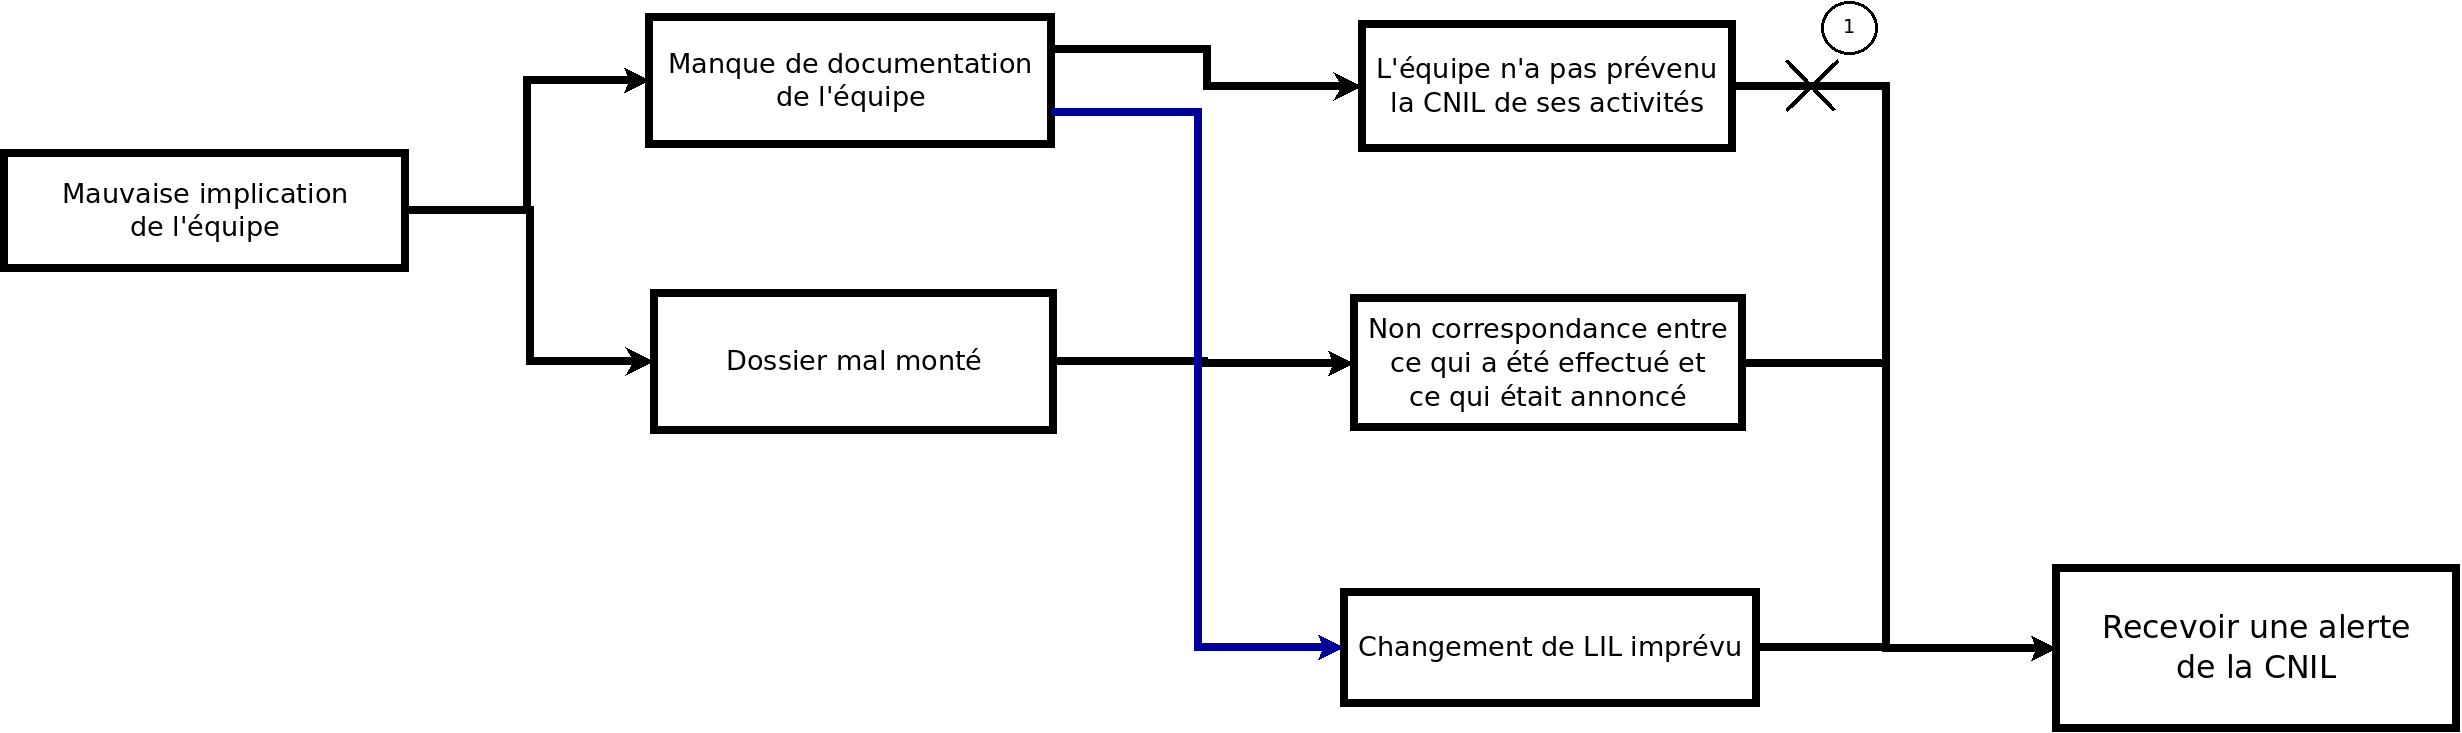 Mauvaise implication
de l'équipe
Manque de documentation
de l'équipe
Dossier mal monté
L'équipe n'a pas prévenu
la CNIL de ses activités
1
Non correspondance entre
ce qui a été effectué et
ce qui était annoncé
Changement de LIL imprévu
Recevoir une alerte
de la CNIL